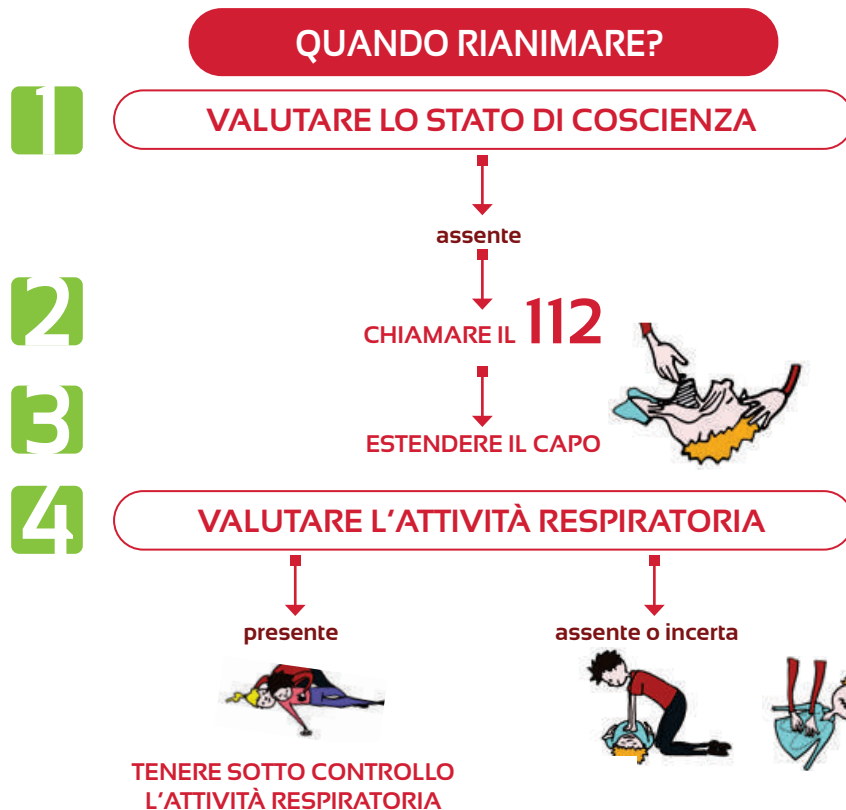 QUANDO RIANIMARE?
1
VALUTARE LO STATO DI COSCIENZA
assente
2
CHIAMARE IL 112
3
ESTENDERE IL CAPO
4
VALUTARE L'ATTIVITÀ RESPIRATORIA
presente
assente o incerta
TENERE SOTTO CONTROLLO
L'ATTIVITÀ RESPIRATORIA